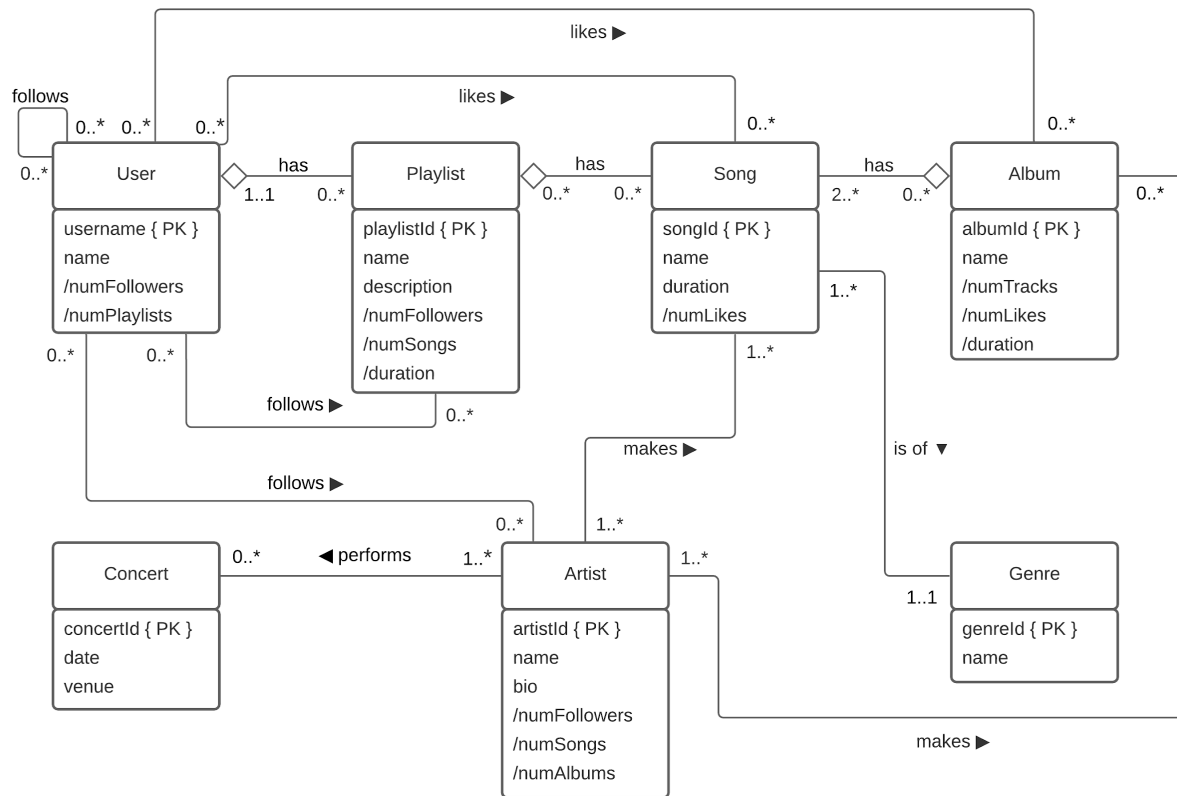 likes ▶
follows
likes ▶
0..* 0..* 0..* 0..* 0..*
0..* User has Playlist has Song has Album
1..1 0..* 0..* 0..* 2..* 0..* 0..*
username { PK }
name
/numFollowers
/numPlaylists
playlistId { PK }
name
description
/numFollowers
/numSongs
/duration
songId { PK }
name
duration
/numLikes
albumId { PK }
name
/numTracks
/numLikes
/duration
1..*
0..* 0..* 1..*
follows ▶ 0..*
makes ▶ is of ▼
follows ▶
0..* 1..*
0..* ◀ performs 1..* 1..*
Concert Artist Genre
1..1
concertId { PK }
date
venue
artistId { PK }
name
bio
/numFollowers
/numSongs
/numAlbums
genreId { PK }
name
makes ▶